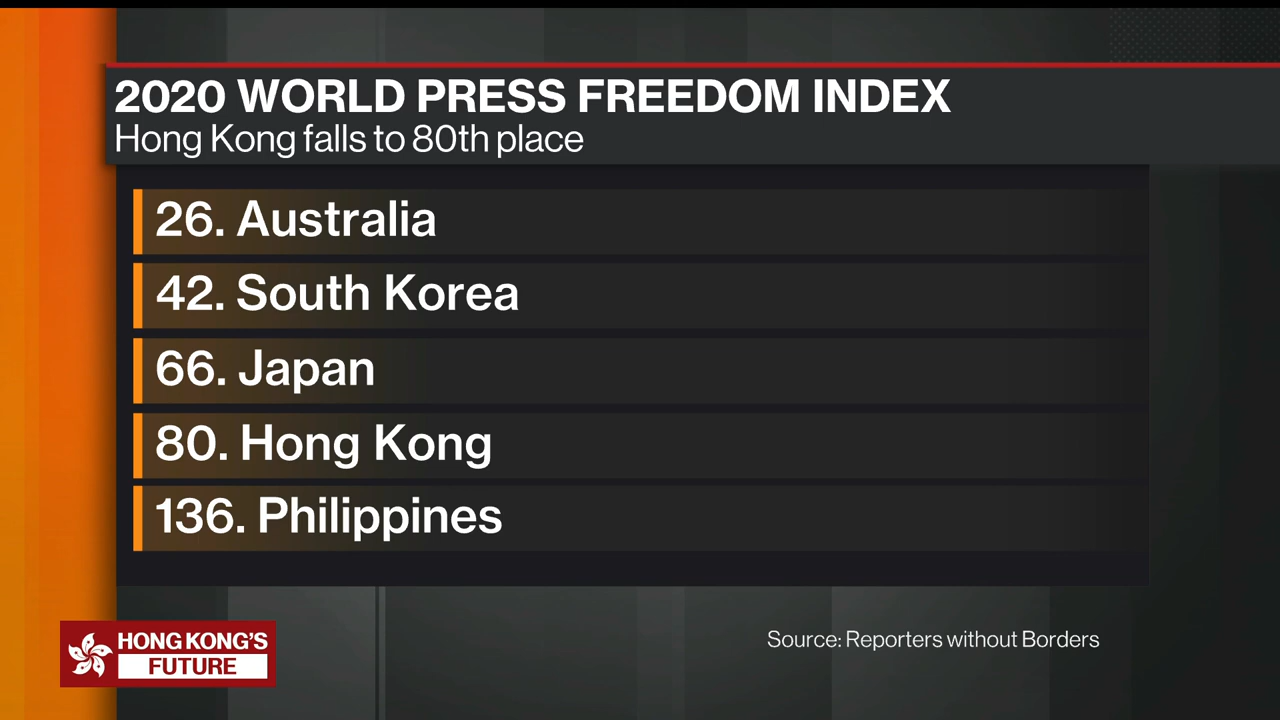 2020 WORLD PRESS FREEDOM INDEX
Hong Kong falls to 80th place
26. Australia
42. South Korea
66. Japan
80. Hong Kong
136. Philippines
HONG KONG'S
FUTURE
Source: Reporters without Borders